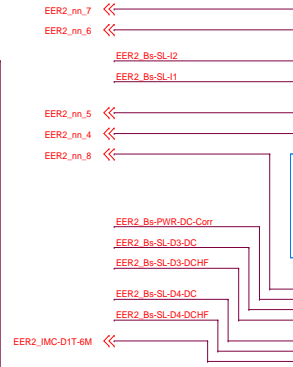 EER2_nn_7
EER2_nn_6
EER2_Bs-SL-I2
EER2_Bs-SL-I1
EER2_nn_5
EER2_nn_4
EER2_nn_8
EER2_Bs-PWR-DC-Corr
EER2_Bs-SL-D3-DC
EER2_Bs-SL-D3-DCHF
EER2_Bs-SL-D4-DC
EER2_Bs-SL-D4-DCHF
EER2_IMC-D1T-6M